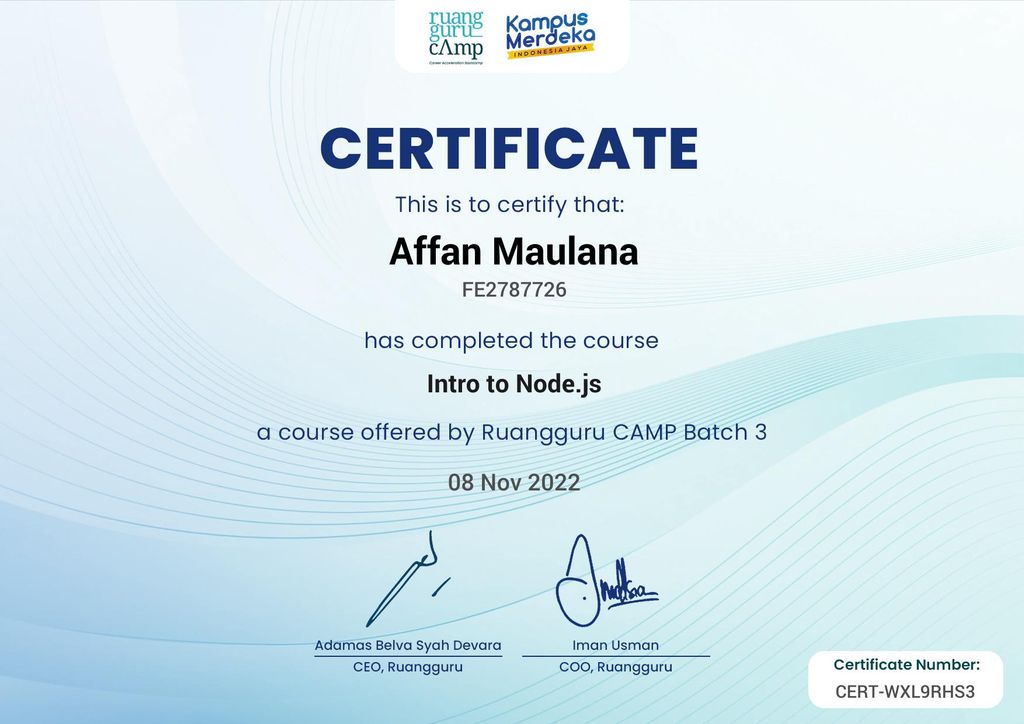 ruang
guru
cAmp
Career Acceleration Bootcamp
Kampus
Merdeka
INDONESIA JAYA
CERTIFICATE
This is to certify that:
Affan Maulana
FE2787726
has completed the course
Intro to Node.js
a course offered by Ruangguru CAMP Batch 3
08 Nov 2022
Adamas Belva Syah Devara
CEO, Ruangguru
Iman Usman
COO, Ruangguru
Certificate Number:
CERT-WXL9RHS3